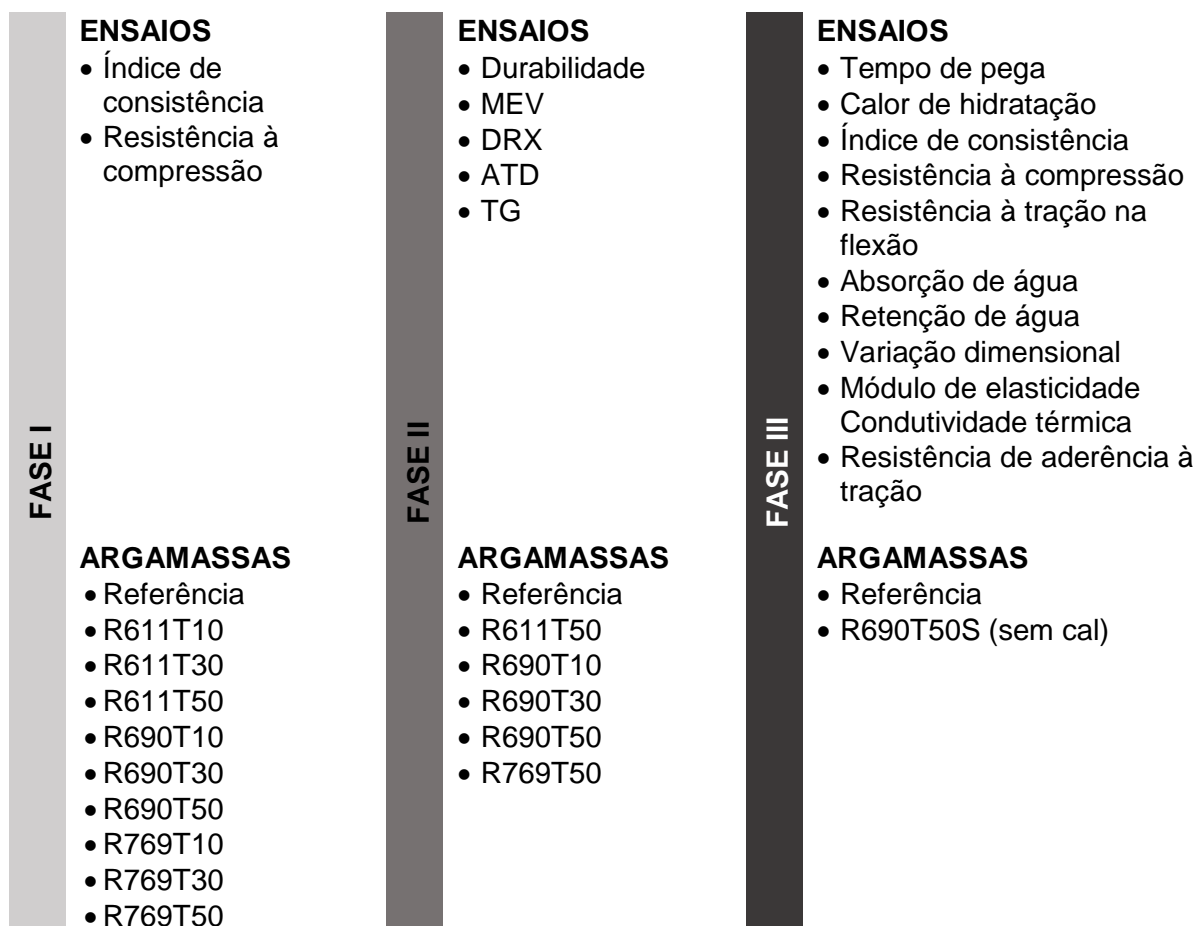 FASE I
ENSAIOS
• Índice de
consistência
• Resistência à
compressão
ARGAMASSAS
• Referência
• R611T10
• R611T30
• R611T50
• R690T10
• R690T30
• R690T50
• R769T10
• R769T30
• R769T50
FASE II
ENSAIOS
• Durabilidade
• MEV
• DRX
• ATD
• TG
ARGAMASSAS
• Referência
• R611T50
• R690T10
• R690T30
• R690T50
• R769T50
FASE III
ENSAIOS
• Tempo de pega
• Calor de hidratação
• Índice de consistência
• Resistência à compressão
• Resistência à tração na
flexão
• Absorção de água
• Retenção de água
• Variação dimensional
• Módulo de elasticidade
Condutividade térmica
• Resistência de aderência à
tração
ARGAMASSAS
• Referência
• R690T50S (sem cal)